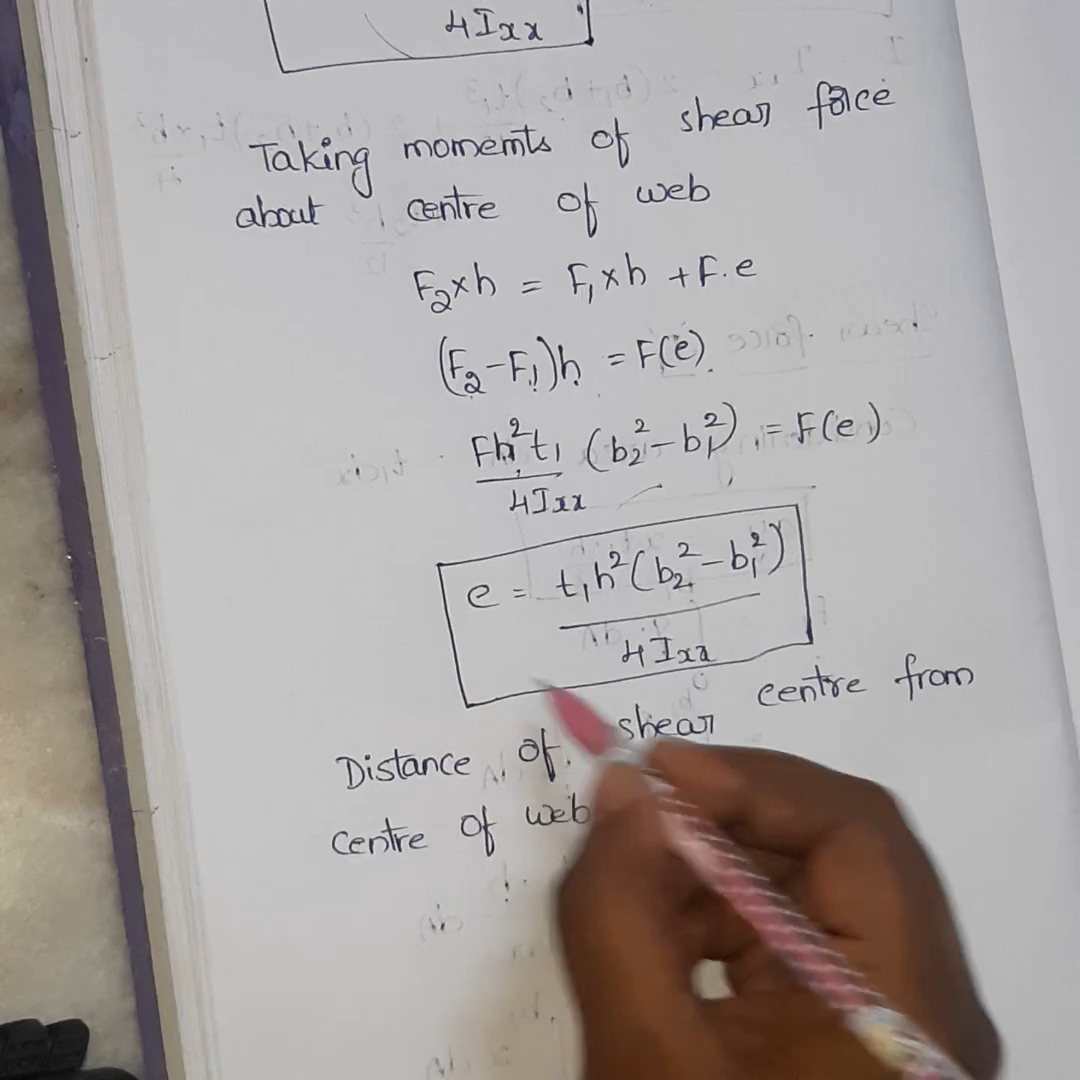 4Ixx
Taking moments of shear force
about centre of web
F₂×h = F₁×h + F.e
(F₂-F₁)h = F(e)
Fh²t₁/4Ixx (b₂²-b₁²) = F(e)
e = t₁h²(b₂²-b₁²)/4Ixx
Distance of shear centre from
centre of web